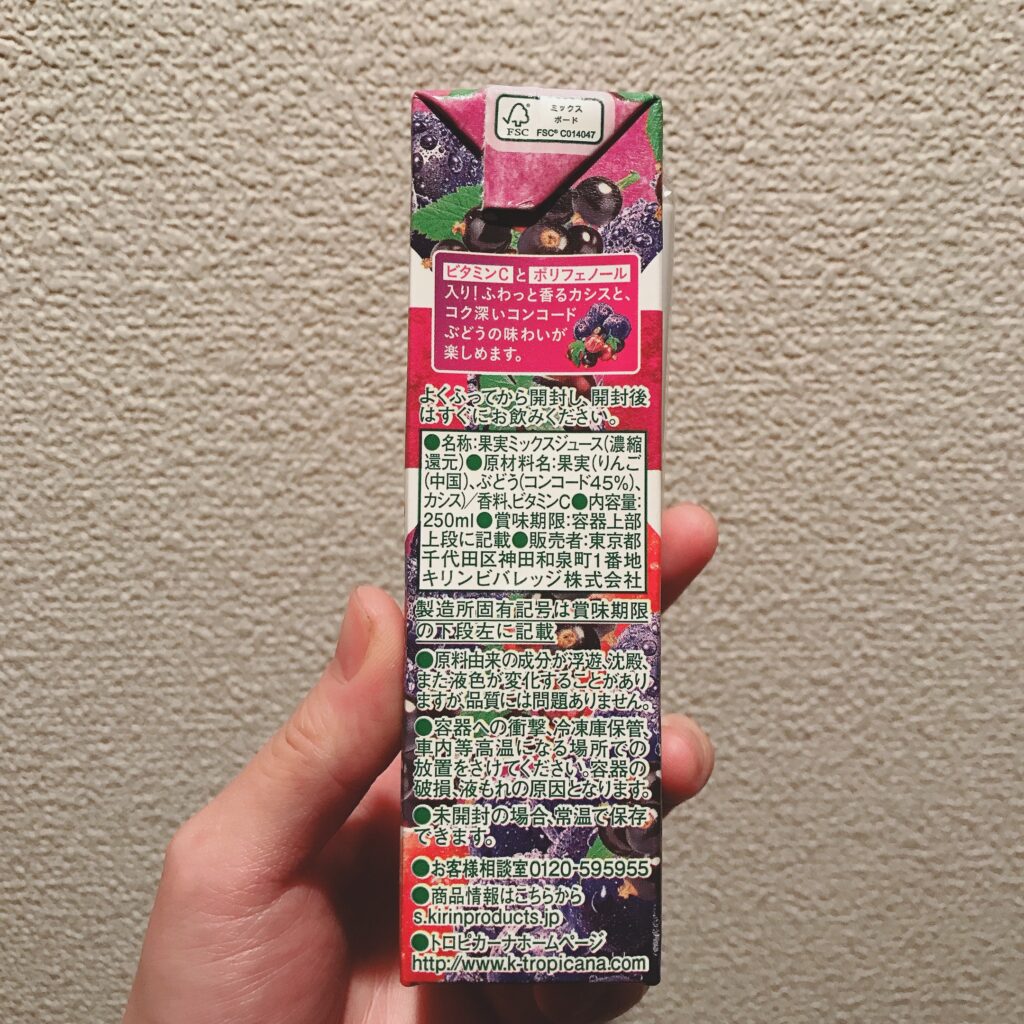 ミックス
ボード
FSC
FSC® C014047
ビタミンC と ポリフェノール
入り!ふわっと香るカシスと、
コク深いコンコード
ぶどうの味わいが
楽しめます。
よくふってから開封し、開封後
はすぐにお飲みください。
●名称:果実ミックスジュース(濃縮
還元)●原材料名:果実(りんご
(中国)、ぶどう(コンコード45%)、
カシス)/香料、ビタミンC●内容量:
250ml●賞味期限:容器上部
上段に記載●販売者:東京都
千代田区神田和泉町1番地
キリンビバレッジ株式会社
製造所固有記号は賞味期限
の下段左に記載
●原料由来の成分が浮遊、沈殿、
また液色が変化することがあり
ますが、品質には問題ありません。
●容器への衝撃、冷凍庫保管、
車内等高温になる場所での
放置をさけてください。容器の
破損、液もれの原因となります。
●未開封の場合、常温で保存
できます。
●お客様相談室0120-595955
●商品情報はこちらから
s.kirinproducts.jp
●トロピカーナホームページ
http://www.k-tropicana.com